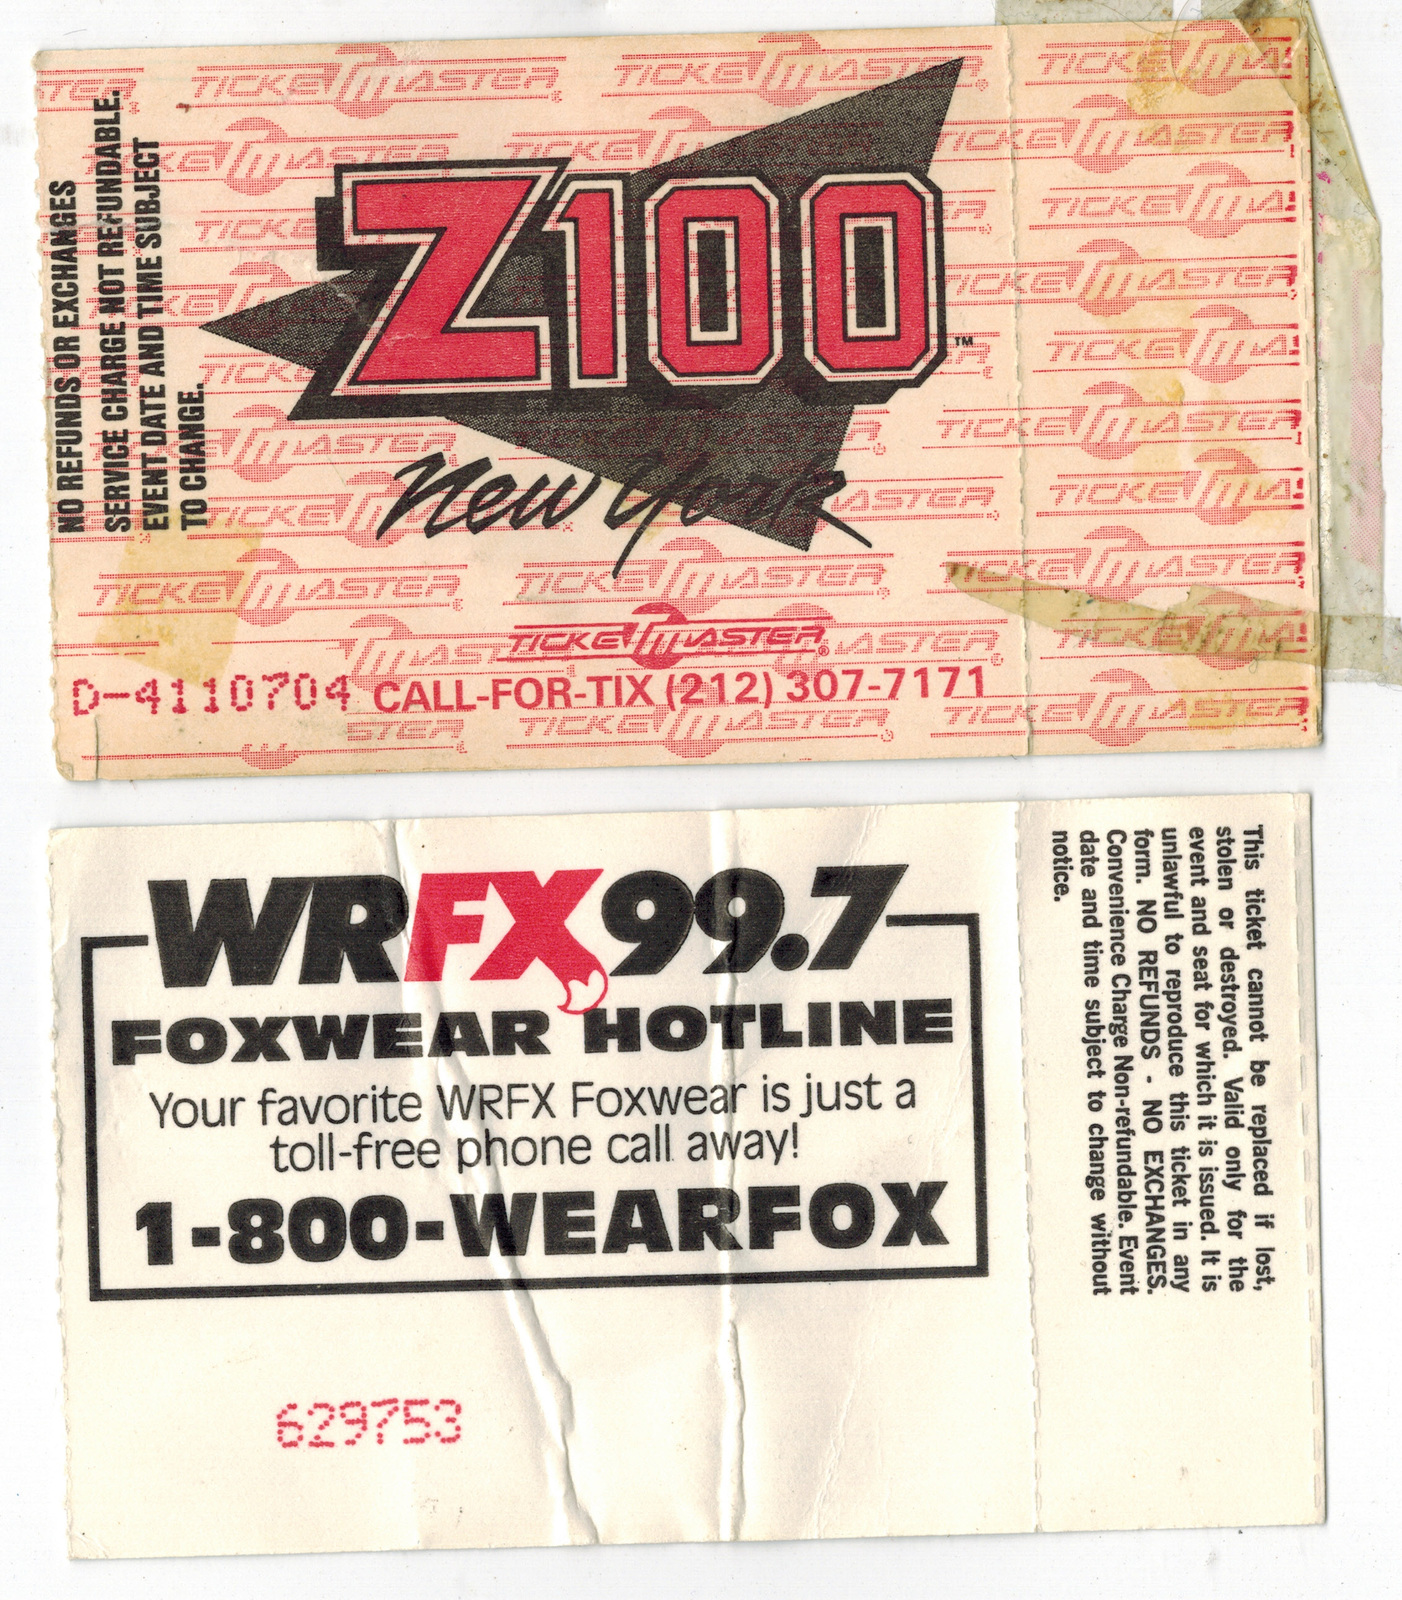 NO REFUNDS OR EXCHANGES
SERVICE CHARGE NOT REFUNDABLE.
EVENT DATE AND TIME SUBJECT
TO CHANGE.
Z100
TM
New York
TICKETMASTER®
D-4110704 CALL-FOR-TIX (212) 307-7171
WRFX 99.7
FOXWEAR HOTLINE
Your favorite WRFX Foxwear is just a
toll-free phone call away!
1-800-WEARFOX
629753
This ticket cannot be replaced if lost,
stolen or destroyed. Valid only for the
event and seat for which it is issued. It is
unlawful to reproduce this ticket in any
form. NO REFUNDS - NO EXCHANGES.
Convenience Charge Non-refundable. Event
date and time subject to change without
notice.